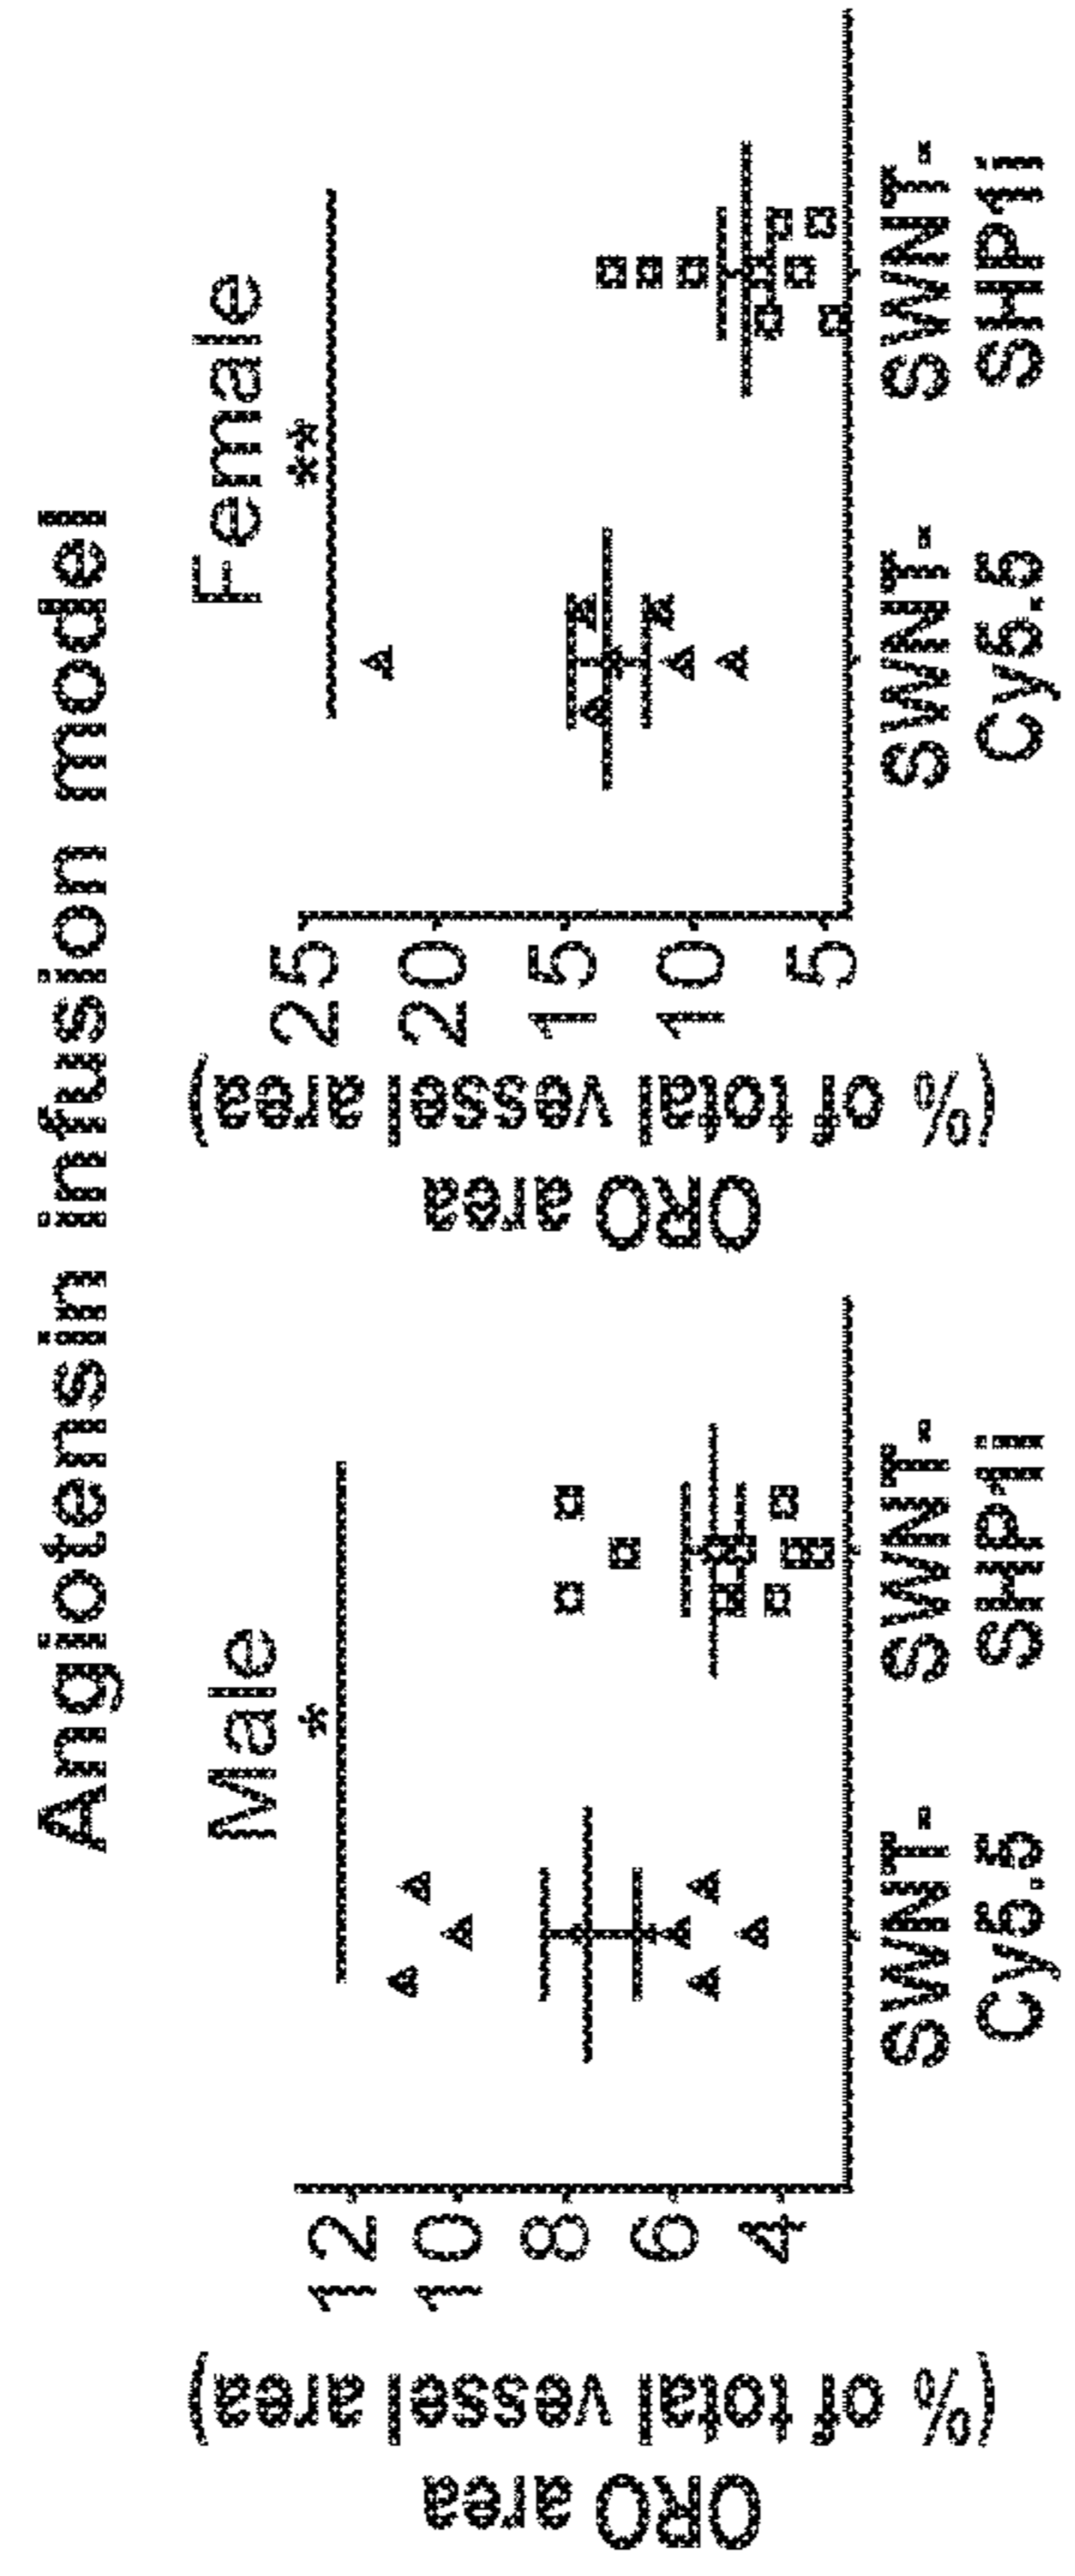 Angiotensin infusion model
Male
*
ORO area
(% of total vessel area)
12
10
8
6
4
SWNT-
Cy5.5
SWNT-
SHP1i
Female
**
ORO area
(% of total vessel area)
25
20
15
10
5
SWNT-
Cy5.5
SWNT-
SHP1i